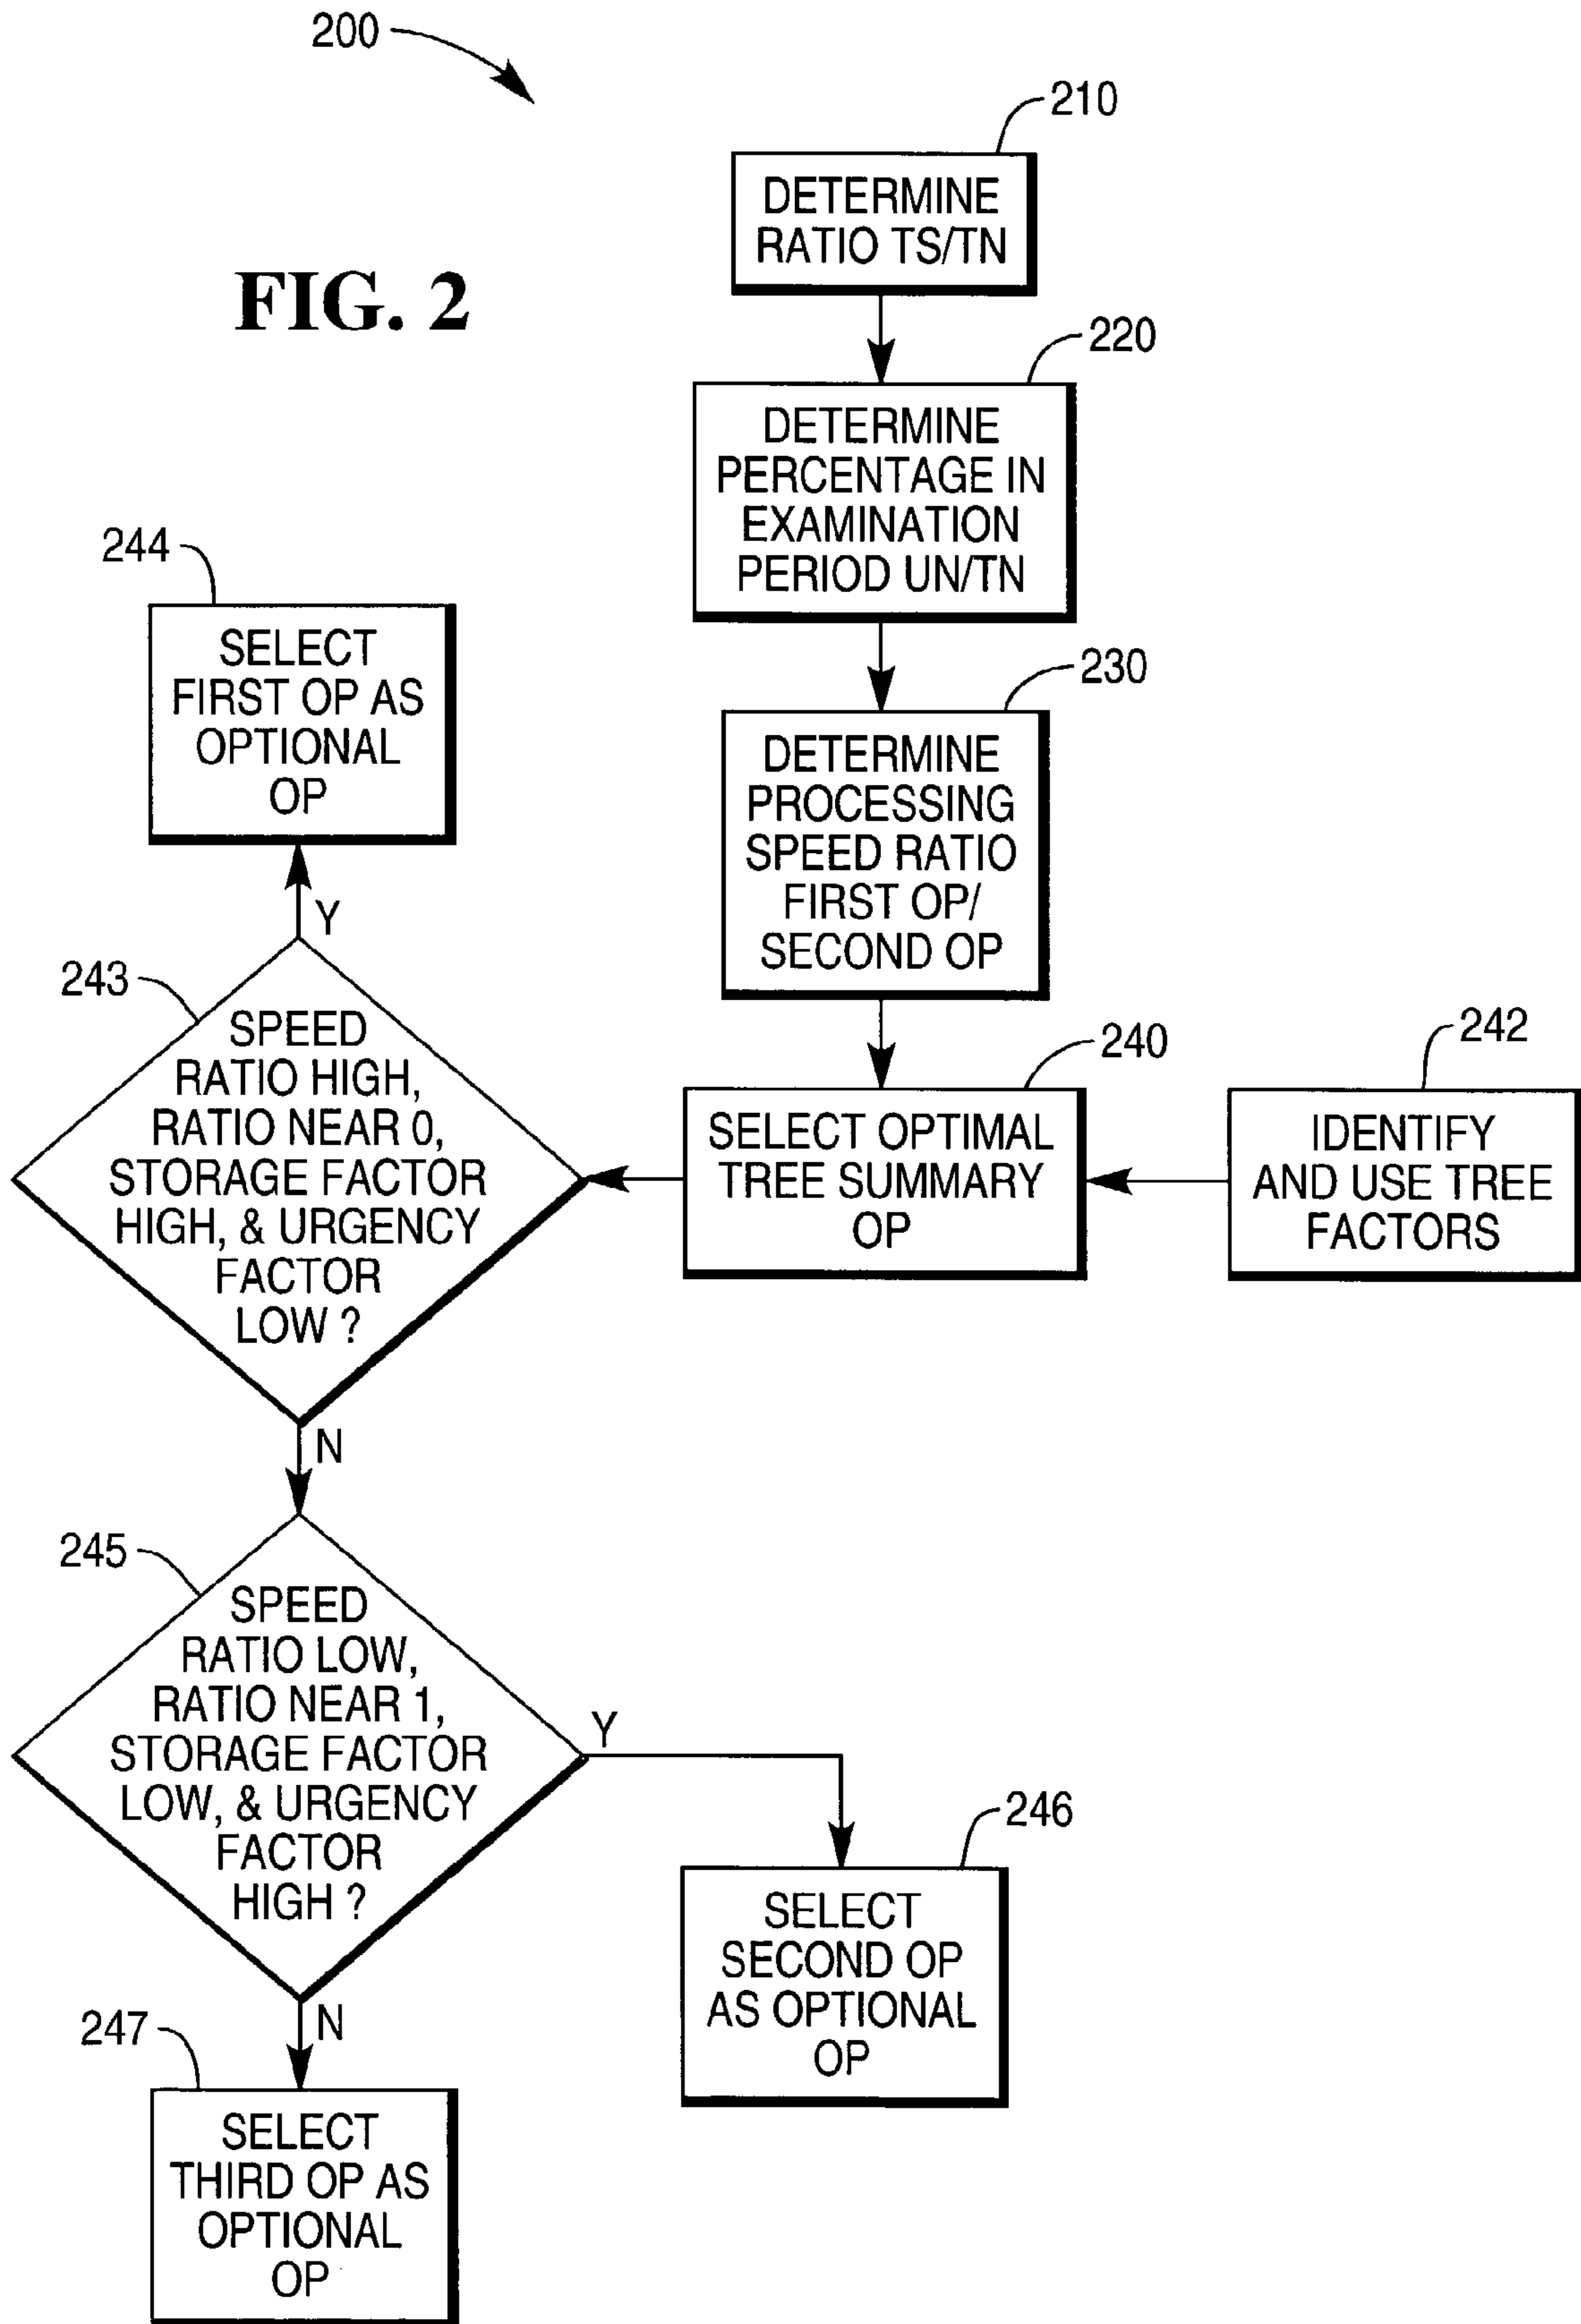 200
210
DETERMINE
RATIO TS/TN
FIG. 2
220
DETERMINE
PERCENTAGE IN
EXAMINATION
PERIOD UN/TN
244
SELECT
FIRST OP AS
OPTIONAL
OP
230
DETERMINE
PROCESSING
SPEED RATIO
FIRST OP/
SECOND OP
Y
243
SPEED
RATIO HIGH,
RATIO NEAR 0,
STORAGE FACTOR
HIGH, & URGENCY
FACTOR
LOW ?
240
SELECT OPTIMAL
TREE SUMMARY
OP
242
IDENTIFY
AND USE TREE
FACTORS
N
245
SPEED
RATIO LOW,
RATIO NEAR 1,
STORAGE FACTOR
LOW, & URGENCY
FACTOR
HIGH ?
Y
246
SELECT
SECOND OP
AS OPTIONAL
OP
N
247
SELECT
THIRD OP AS
OPTIONAL
OP